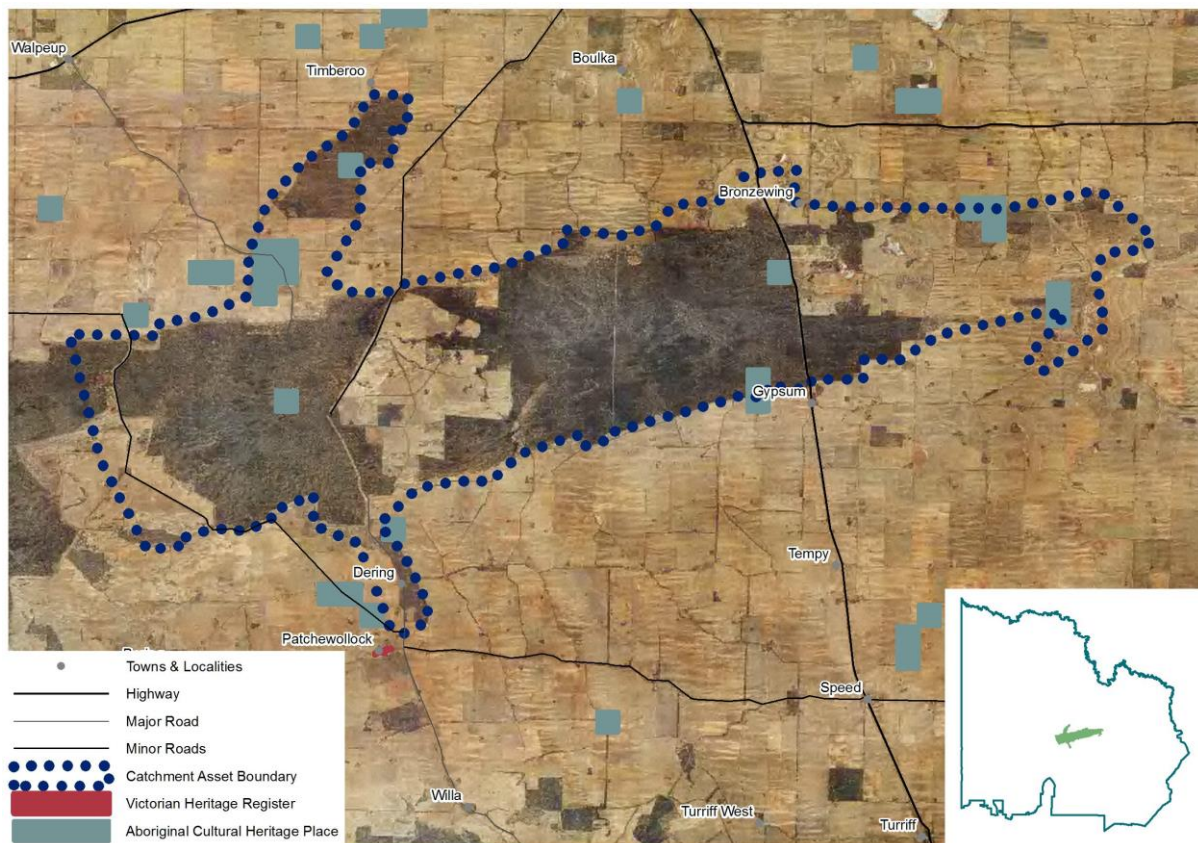 Walpeup
Timberoo
Boulka
Bronzewing
Gypsum
Tempy
Dering
Patchewollock
Speed
Willa
Turriff West
Turriff
Towns & Localities
Highway
Major Road
Minor Roads
Catchment Asset Boundary
Victorian Heritage Register
Aboriginal Cultural Heritage Place